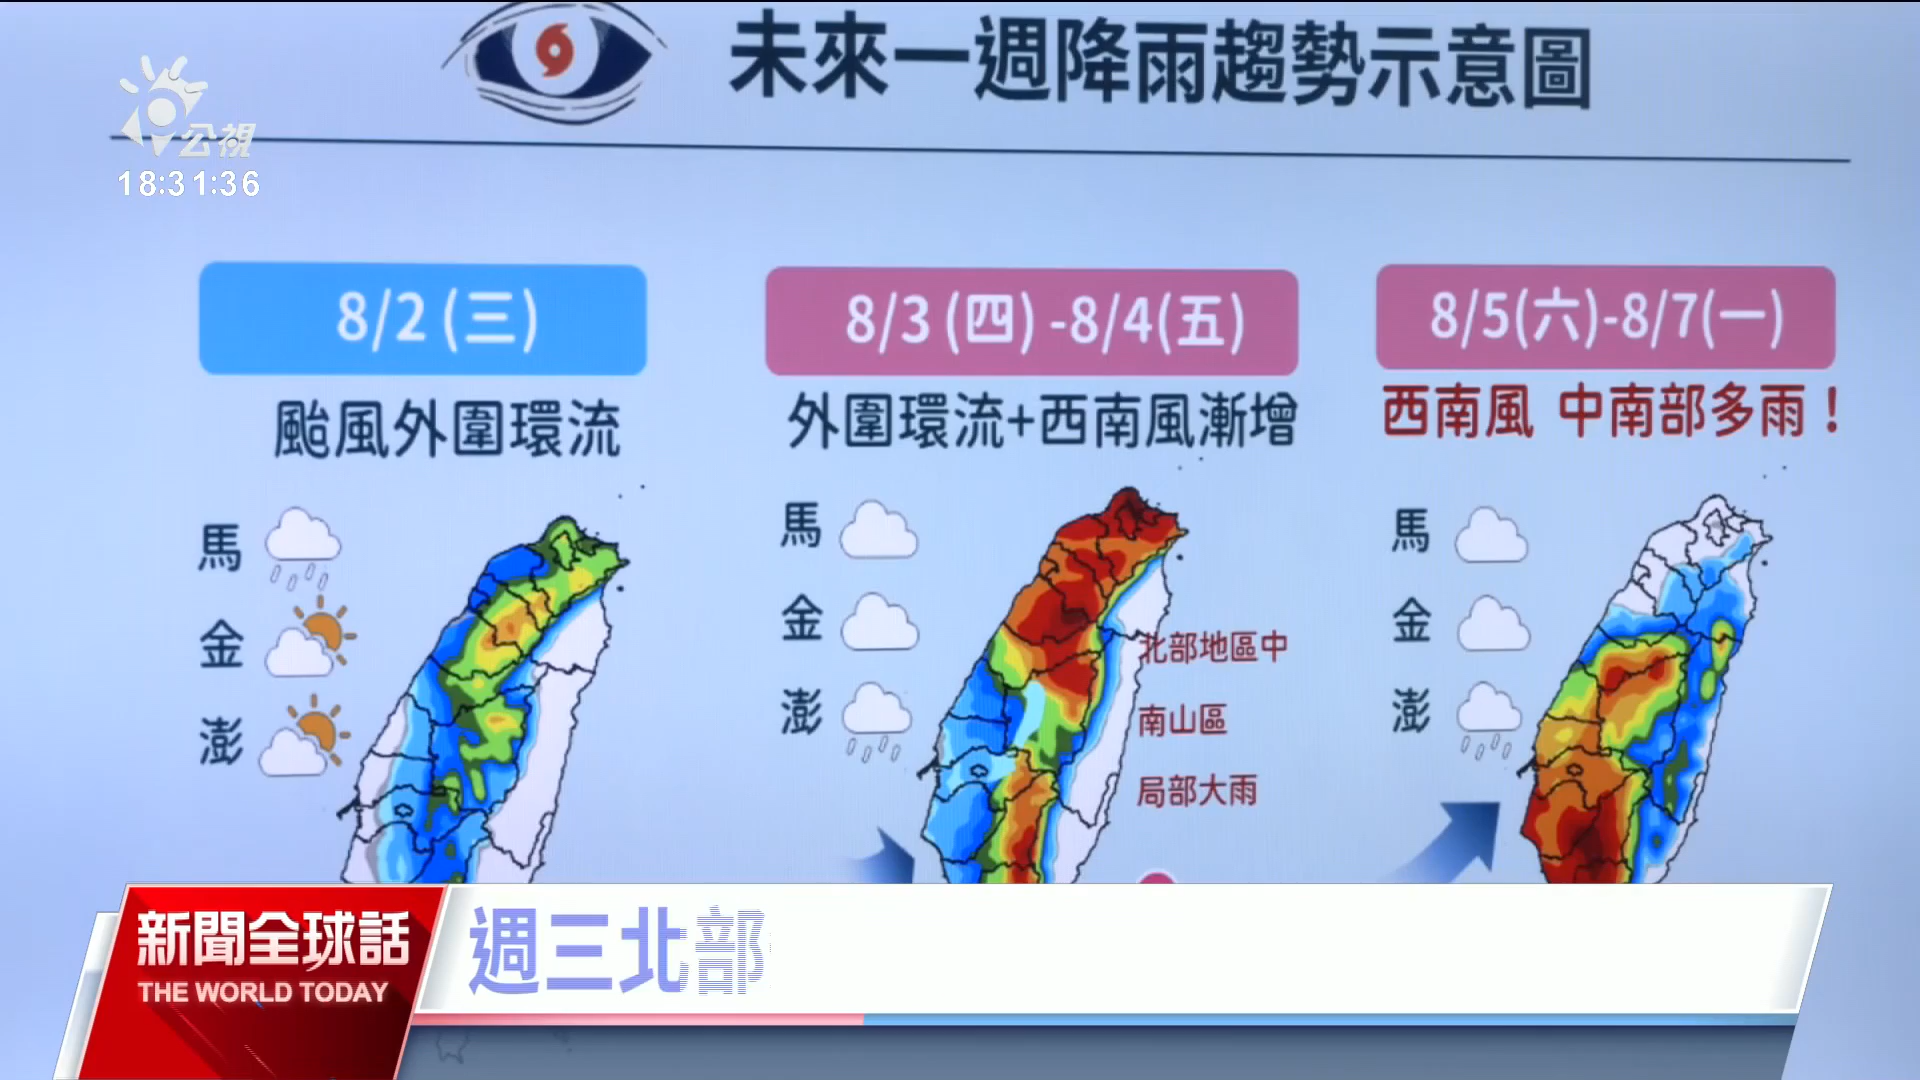 未來一週降雨趨勢示意圖
公視
18:31:36
8/2 (三)
颱風外圍環流
馬
金
澎
8/3 (四) -8/4(五)
外圍環流+西南風漸增
馬
金
澎
北部地區中
南山區
局部大雨
8/5(六)-8/7(一)
西南風 中南部多雨！
馬
金
澎
新聞全球話
THE WORLD TODAY
週三北部